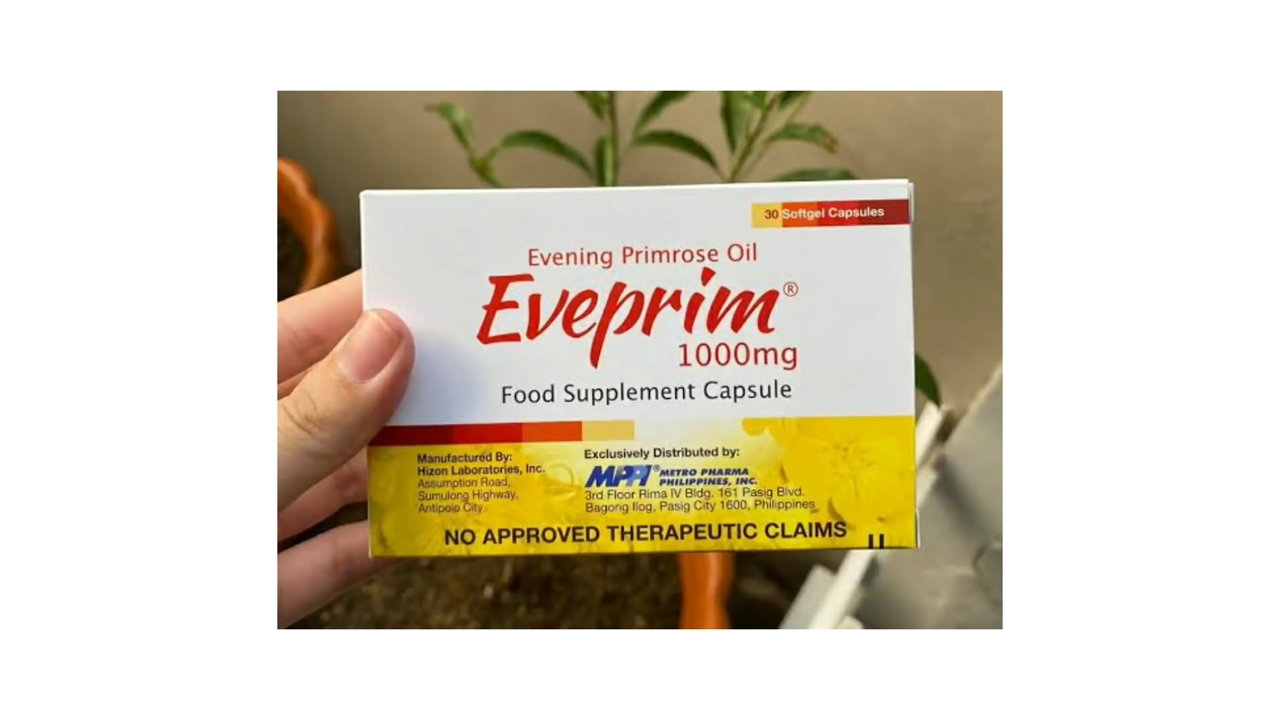 30 Softgel Capsules
Evening Primrose Oil
Eveprim®
1000mg
Food Supplement Capsule
Manufactured By:
Hizon Laboratories, Inc.
Assumption Road,
Sumulong Highway,
Antipolo City
Exclusively Distributed by:
MPPI® METRO PHARMA
PHILIPPINES, INC.
3rd Floor Rima IV Bldg. 161 Pasig Blvd.
Bagong Ilog, Pasig City 1600, Philippines
NO APPROVED THERAPEUTIC CLAIMS